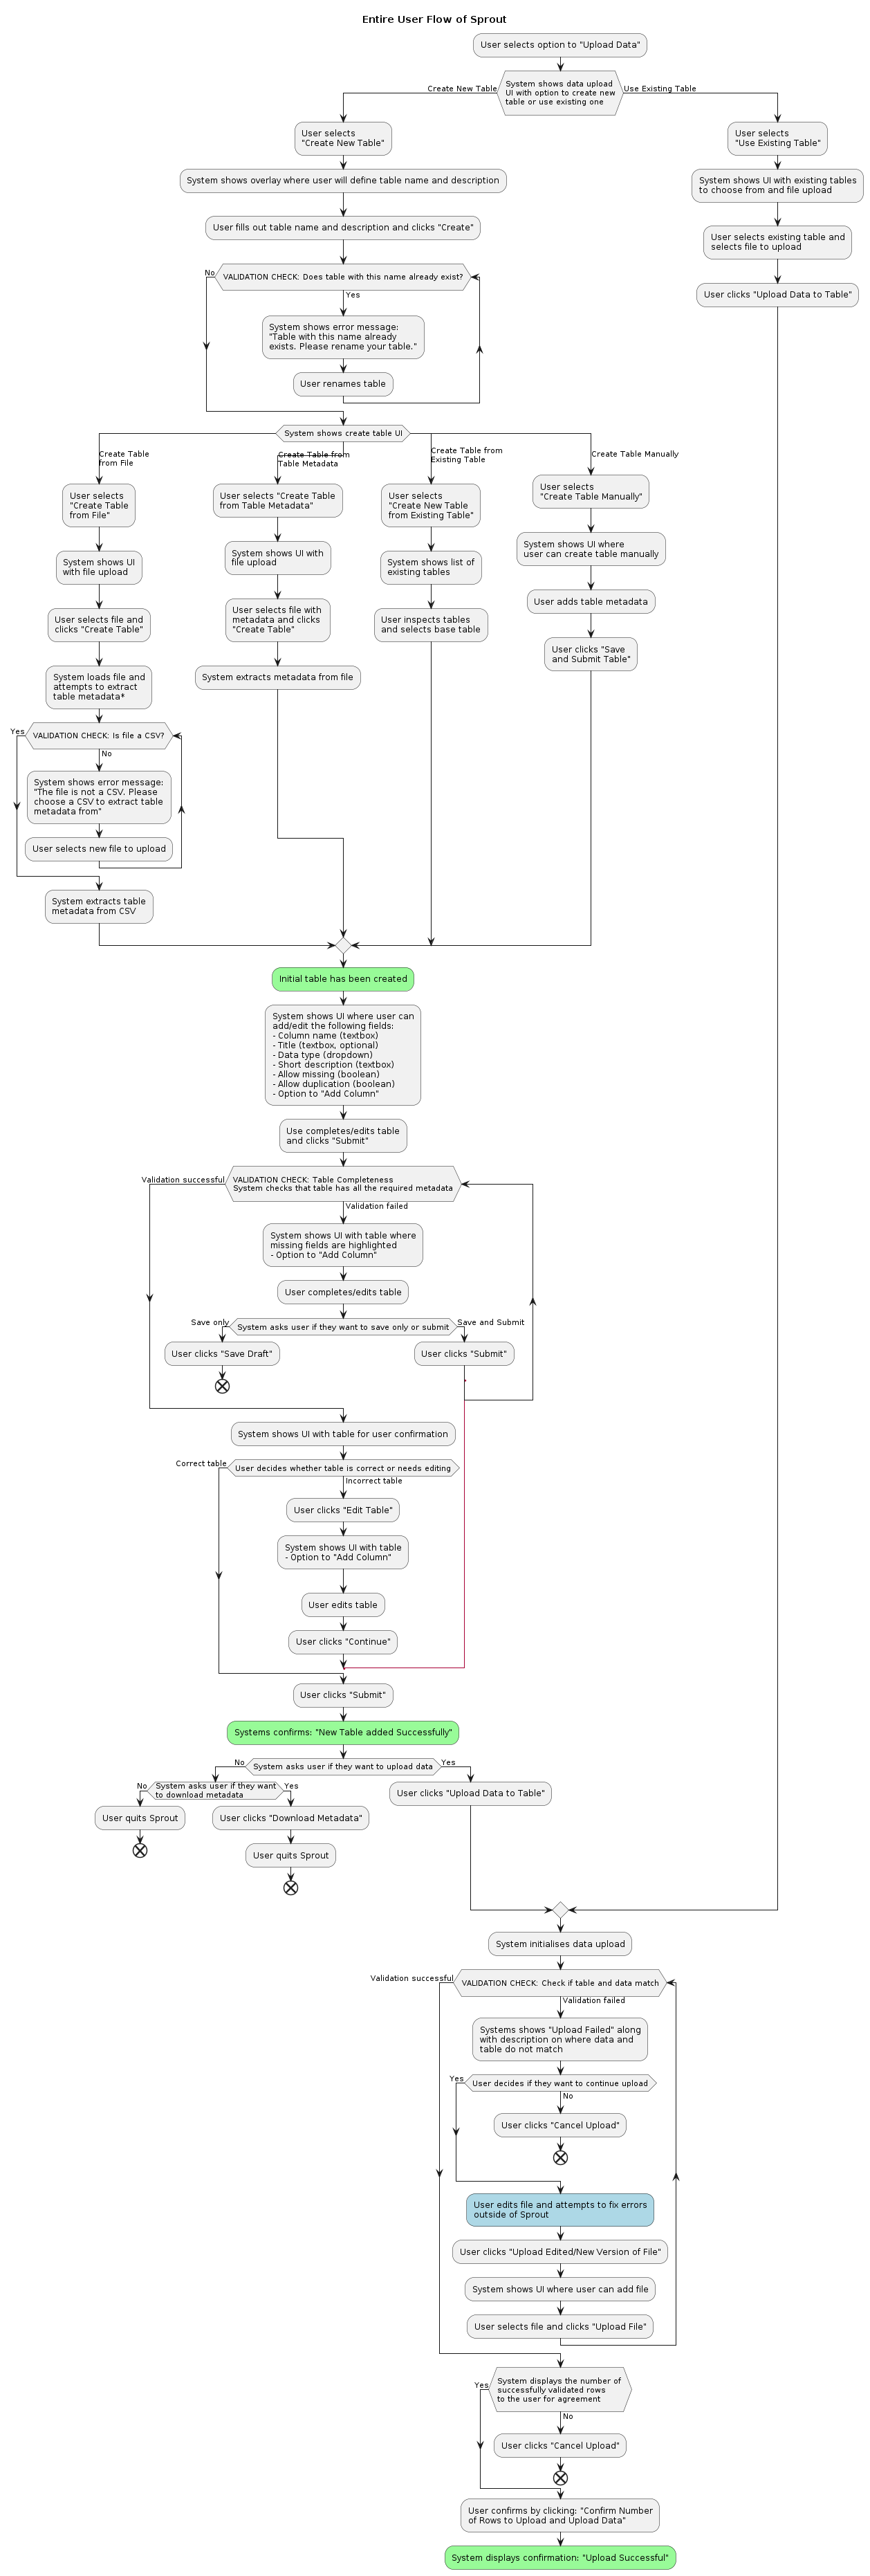 Entire User Flow of Sprout
User selects option to "Upload Data"
System shows data upload
UI with option to create new
table or use existing one
Create New Table
Use Existing Table
User selects
"Create New Table"
System shows overlay where user will define table name and description
User fills out table name and description and clicks "Create"
VALIDATION CHECK: Does table with this name already exist?
No
Yes
System shows error message:
"Table with this name already
exists. Please rename your table."
User renames table
User selects
"Use Existing Table"
System shows UI with existing tables
to choose from and file upload
User selects existing table and
selects file to upload
User clicks "Upload Data to Table"
System shows create table UI
Create Table
from File
User selects
"Create Table
from File"
System shows UI
with file upload
User selects file and
clicks "Create Table"
System loads file and
attempts to extract
table metadata*
VALIDATION CHECK: Is file a CSV?
Yes
No
System shows error message:
"The file is not a CSV. Please
choose a CSV to extract table
metadata from"
User selects new file to upload
System extracts table
metadata from CSV
Create Table from
Table Metadata
User selects "Create Table
from Table Metadata"
System shows UI with
file upload
User selects file with
metadata and clicks
"Create Table"
System extracts metadata from file
Create Table from
Existing Table
User selects
"Create New Table
from Existing Table"
System shows list of
existing tables
User inspects tables
and selects base table
Create Table Manually
User selects
"Create Table Manually"
System shows UI where
user can create table manually
User adds table metadata
User clicks "Save
and Submit Table"
Initial table has been created
System shows UI where user can
add/edit the following fields:
- Column name (textbox)
- Title (textbox, optional)
- Data type (dropdown)
- Short description (textbox)
- Allow missing (boolean)
- Allow duplication (boolean)
- Option to "Add Column"
Use completes/edits table
and clicks "Submit"
Validation successful
VALIDATION CHECK: Table Completeness
System checks that table has all the required metadata
Validation failed
System shows UI with table where
missing fields are highlighted
- Option to "Add Column"
User completes/edits table
Save only
System asks user if they want to save only or submit
Save and Submit
User clicks "Save Draft"
User clicks "Submit"
System shows UI with table for user confirmation
Correct table
User decides whether table is correct or needs editing
Incorrect table
User clicks "Edit Table"
System shows UI with table
- Option to "Add Column"
User edits table
User clicks "Continue"
User clicks "Submit"
Systems confirms: "New Table added Successfully"
No
System asks user if they want to upload data
Yes
No
System asks user if they want
to download metadata
Yes
User quits Sprout
User clicks "Download Metadata"
User quits Sprout
User clicks "Upload Data to Table"
System initialises data upload
Validation successful
VALIDATION CHECK: Check if table and data match
Validation failed
Systems shows "Upload Failed" along
with description on where data and
table do not match
Yes
User decides if they want to continue upload
No
User clicks "Cancel Upload"
User edits file and attempts to fix errors
outside of Sprout
User clicks "Upload Edited/New Version of File"
System shows UI where user can add file
User selects file and clicks "Upload File"
Yes
System displays the number of
successfully validated rows
to the user for agreement
No
User clicks "Cancel Upload"
User confirms by clicking: "Confirm Number
of Rows to Upload and Upload Data"
System displays confirmation: "Upload Successful"